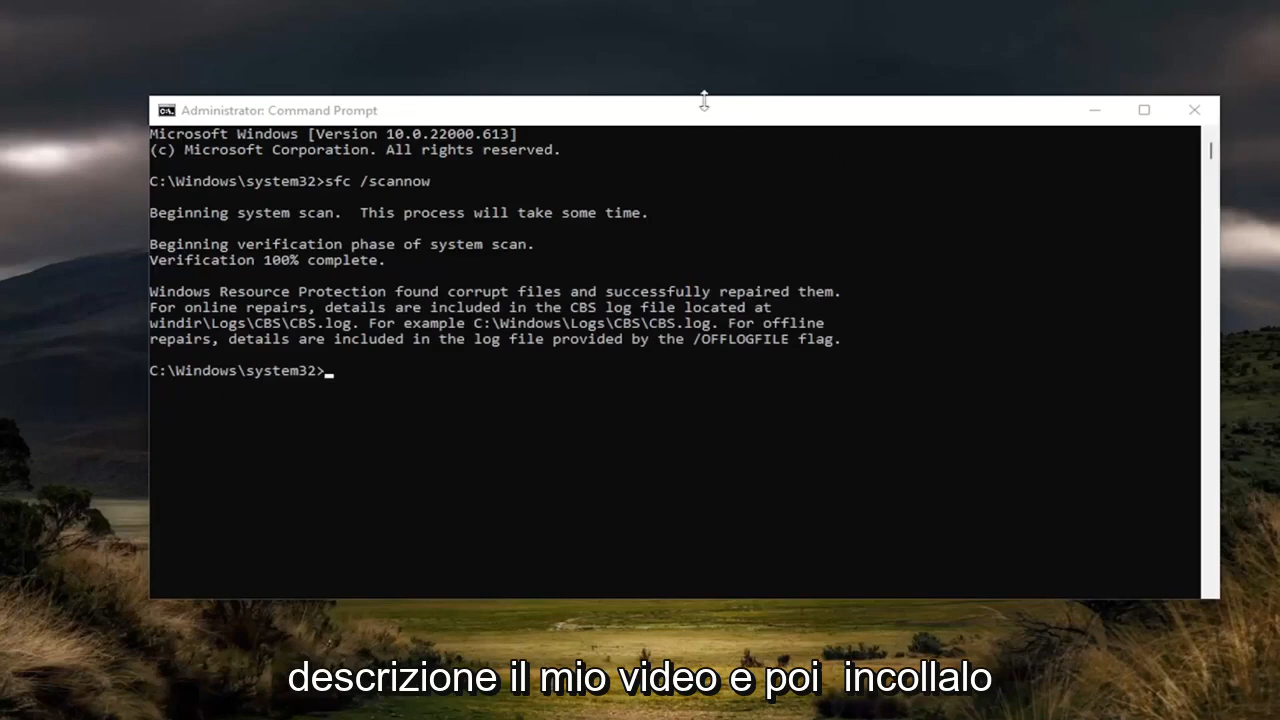 Administrator: Command Prompt
Microsoft Windows [Version 10.0.22000.613]
(c) Microsoft Corporation. All rights reserved.
C:\Windows\system32>sfc /scannow
Beginning system scan.  This process will take some time.
Beginning verification phase of system scan.
Verification 100% complete.
Windows Resource Protection found corrupt files and successfully repaired them.
For online repairs, details are included in the CBS log file located at
windir\Logs\CBS\CBS.log. For example C:\Windows\Logs\CBS\CBS.log. For offline
repairs, details are included in the log file provided by the /OFFLOGFILE flag.
C:\Windows\system32>
descrizione il mio video e poi  incollalo